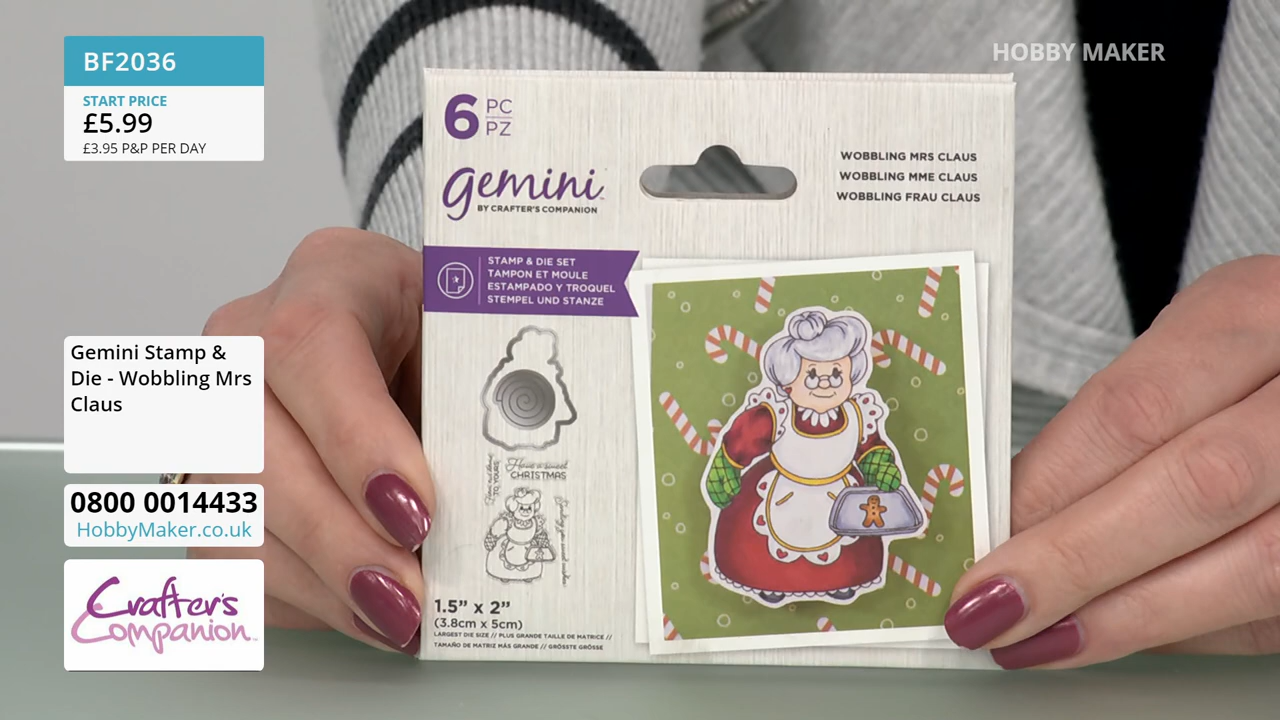 BF2036
START PRICE
£5.99
£3.95 P&P PER DAY
HOBBY MAKER
6 PC
PZ
gemini
BY CRAFTER'S COMPANION
WOBBLING MRS CLAUS
WOBBLING MME CLAUS
WOBBLING FRAU CLAUS
STAMP & DIE SET
TAMPON ET MOULE
ESTAMPADO Y TROQUEL
STEMPEL UND STANZE
Have a sweet
CHRISTMAS
TO YOURS
1.5” x 2”
(3.8cm x 5cm)
LARGEST DIE SIZE // PLUS GRANDE TAILLE DE MATRICE //
TAMAÑO DE MATRIZ MÁS GRANDE // GRÖSSTE GRÖSSE
Gemini Stamp &
Die - Wobbling Mrs
Claus
0800 0014433
HobbyMaker.co.uk
Crafter's
Companion